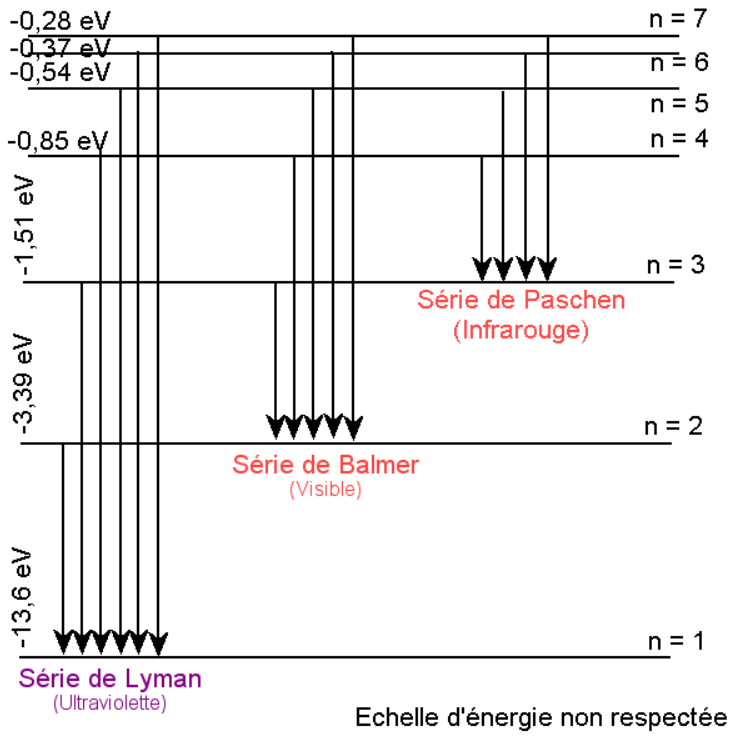 -0,28 eV
n = 7
-0,37 eV
n = 6
-0,54 eV
n = 5
-0,85 eV
n = 4
-1,51 eV
n = 3
Série de Paschen
(Infrarouge)
-3,39 eV
n = 2
Série de Balmer
(Visible)
-13,6 eV
n = 1
Série de Lyman
(Ultraviolette)
Echelle d'énergie non respectée